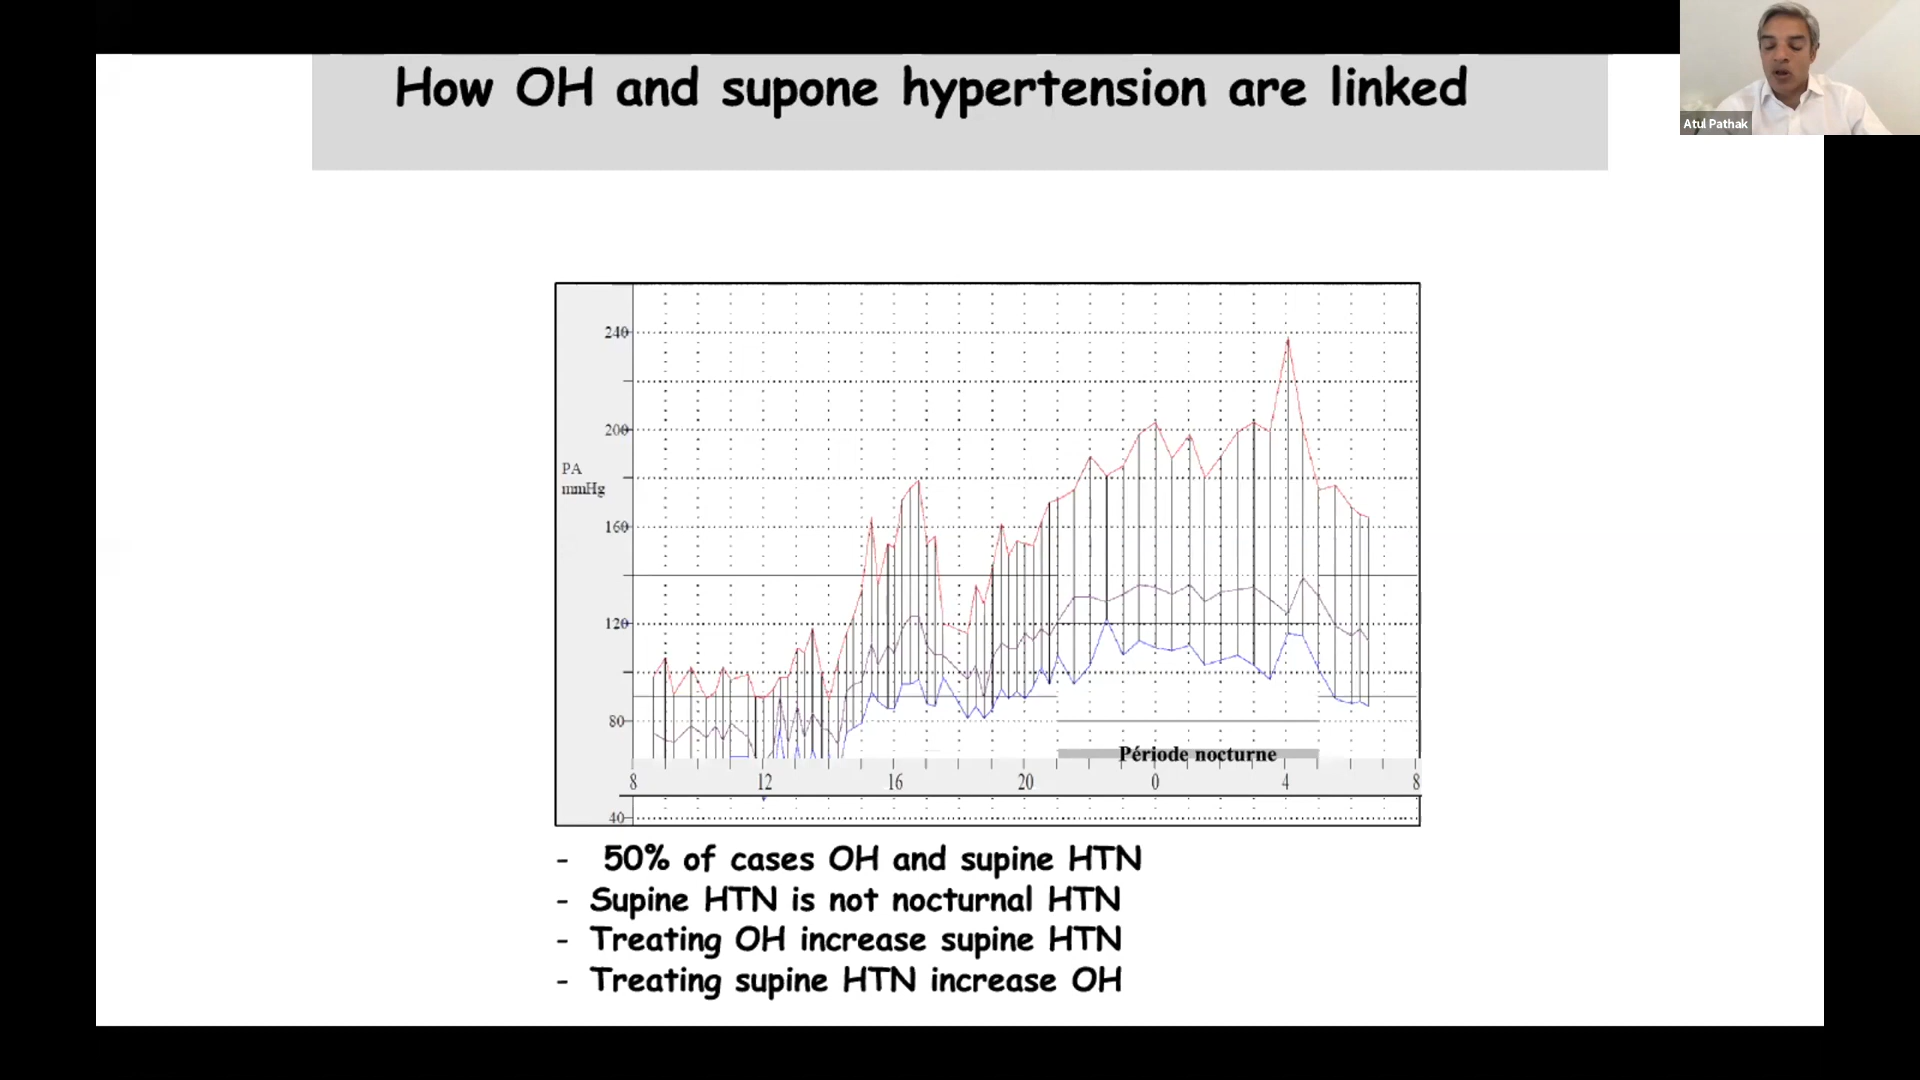 How OH and supone hypertension are linked
Atul Pathak
240
200
PA
mmHg
160
120
80
Période nocturne
8 12 16 20 0 4 8
40
- 50% of cases OH and supine HTN
- Supine HTN is not nocturnal HTN
- Treating OH increase supine HTN
- Treating supine HTN increase OH